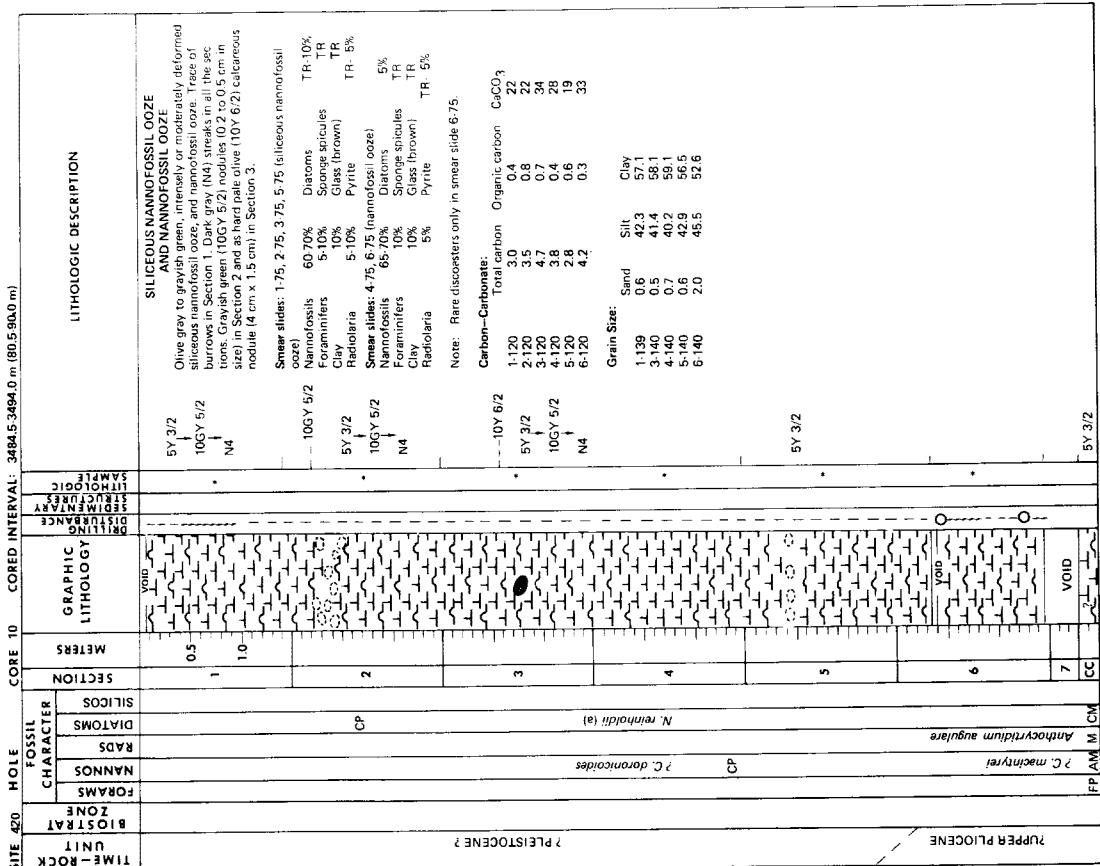 SITE 420 HOLE CORE 10 CORED INTERVAL: 3484.5-3494.0 m (80.5-90.0 m)
TIME-ROCK UNIT
BIOSTRAT ZONE
FOSSIL CHARACTER
FORAMS
NANNOS
RADS
DIATOMS
SILICOS
SECTION
METERS
GRAPHIC LITHOLOGY
DRILLING DISTURBANCE
SEDIMENTARY STRUCTURES
LITHOLOGIC SAMPLE
LITHOLOGIC DESCRIPTION
? PLEISTOCENE ?
?UPPER PLIOCENE
? C. doronicoides
CP
? C. macintyrei
Anthocyrtidium augulare
CP
N. reinholdii (a)
FP AM M CM
1
2
3
4
5
6
7
CC
0.5
1.0
VOID
VOID
VOID
?
*
*
*
*
*
*
5Y 3/2
10GY 5/2
N4
10GY 5/2
5Y 3/2
10GY 5/2
N4
10Y 6/2
5Y 3/2
10GY 5/2
N4
5Y 3/2
5Y 3/2
SILICEOUS NANNOFOSSIL OOZE
AND NANNOFOSSIL OOZE
Olive gray to grayish green, intensely or moderately deformed
siliceous nannofossil ooze, and nannofossil ooze. Trace of
burrows in Section 1. Dark gray (N4) streaks in all the sec
tions. Grayish green (10GY 5/2) nodules (0.2 to 0.5 cm in
size) in Section 2 and as hard pale olive (10Y 6/2) calcareous
nodule (4 cm x 1.5 cm) in Section 3.
Smear slides: 1-75, 2-75, 3-75, 5-75 (siliceous nannofossil
ooze)
Nannofossils 60-70% Diatoms TR-10%
Foraminifers 5-10% Sponge spicules TR
Clay 10% Glass (brown) TR
Radiolaria 5-10% Pyrite TR- 5%
Smear slides: 4-75, 6-75 (nannofossil ooze)
Nannofossils 65-70% Diatoms 5%
Foraminifers 10% Sponge spicules TR
Clay 10% Glass (brown) TR
Radiolaria 5% Pyrite TR- 5%
Note: Rare discoasters only in smear slide 6-75.
Carbon-Carbonate:
Total carbon Organic carbon CaCO3
1-120 3.0 0.4 22
2-120 3.5 0.8 22
3-120 4.7 0.7 34
4-120 3.8 0.4 28
5-120 2.8 0.6 19
6-120 4.2 0.3 33
Grain Size:
Sand Silt Clay
1-139 0.6 42.3 57.1
3-140 0.5 41.4 58.1
4-140 0.7 40.2 59.1
5-140 0.6 42.9 56.5
6-140 2.0 45.5 52.6